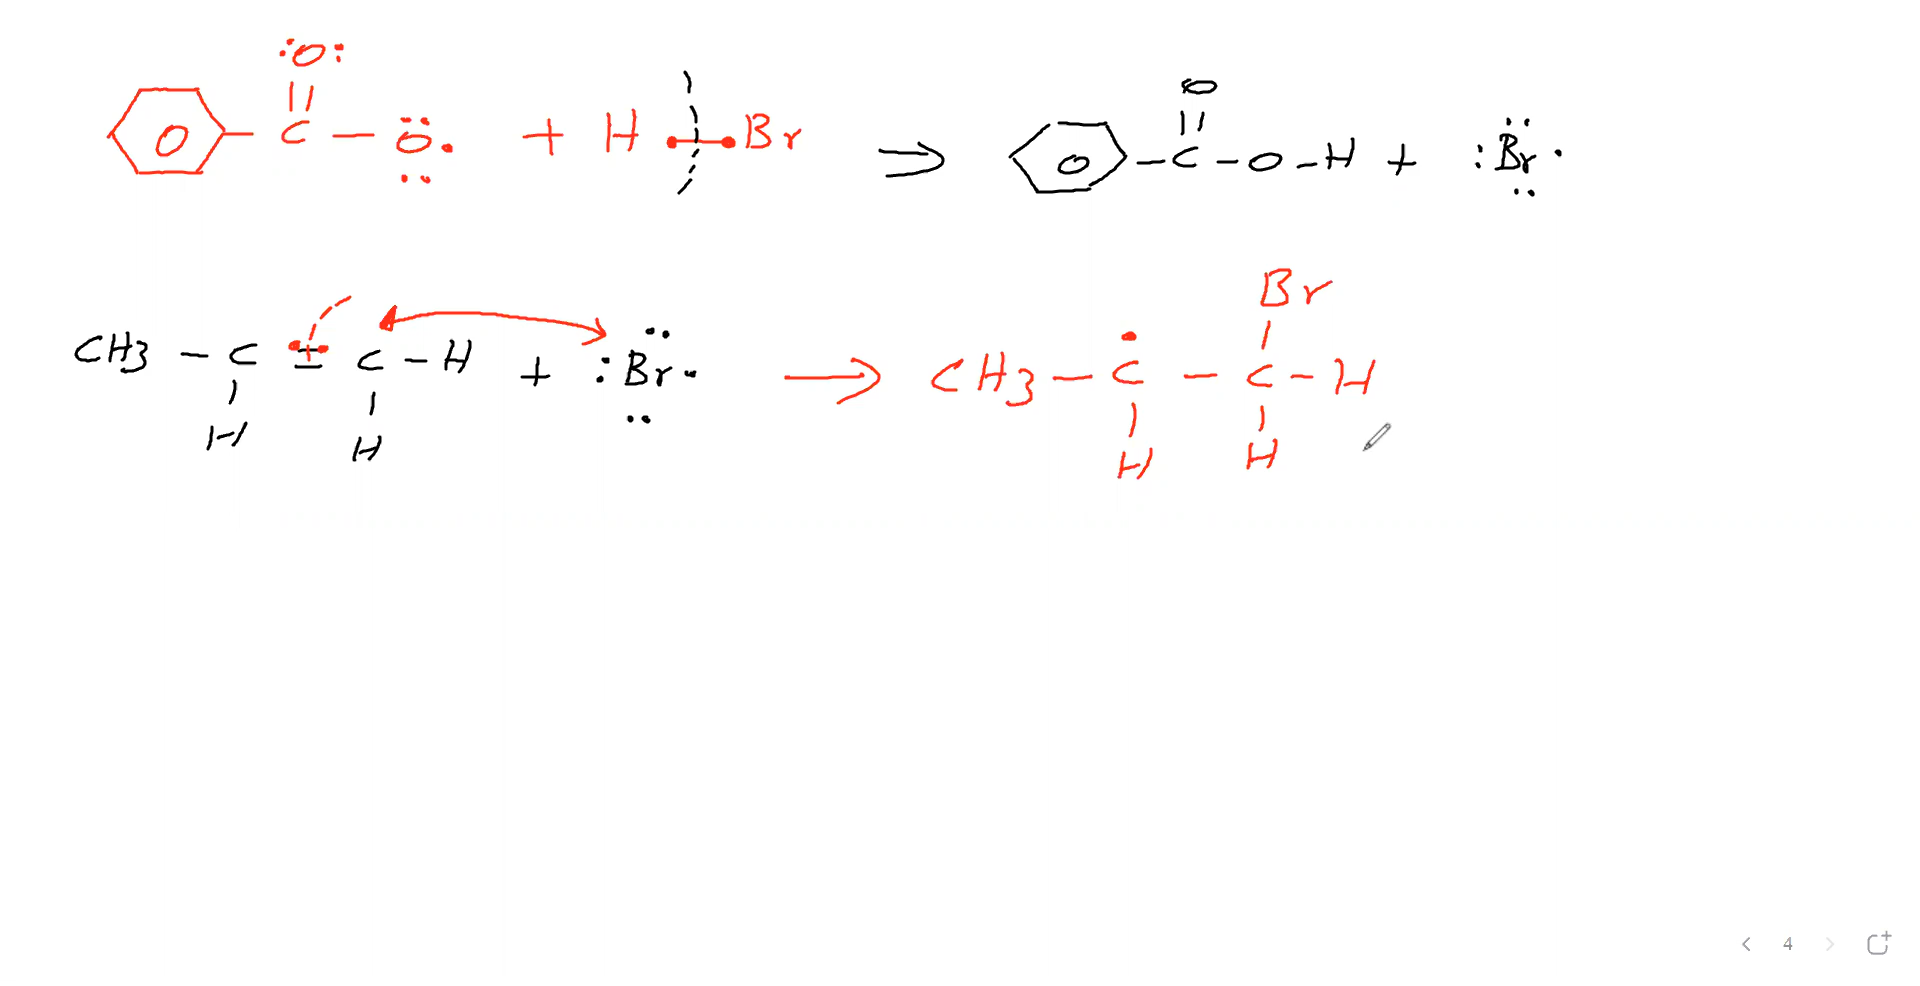 :O: || C — Ö· + H Br ⇒ O || – C – O – H + :Br·
CH3 – C = C – H + :Br· → CH3 – C – C – H
Br
H H H H
4